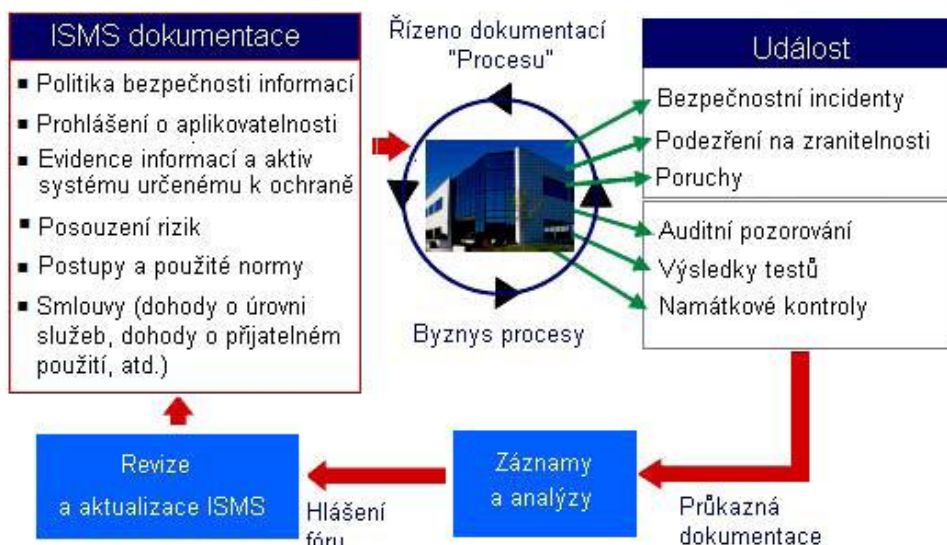 ISMS dokumentace
Politika bezpečnosti informací
Prohlášení o aplikovatelnosti
Evidence informací a aktiv
systému určenému k ochraně
Posouzení rizik
Postupy a použité normy
Smlouvy (dohody o úrovni
služeb, dohody o přijatelném
použití, atd.)
Řízeno dokumentací
"Procesu"
Byznys procesy
Událost
Bezpečnostní incidenty
Podezření na zranitelnosti
Poruchy
Auditní pozorování
Výsledky testů
Namátkové kontroly
Průkazná
dokumentace
Záznamy
a analýzy
Hlášení
fóru
Revize
a aktualizace ISMS